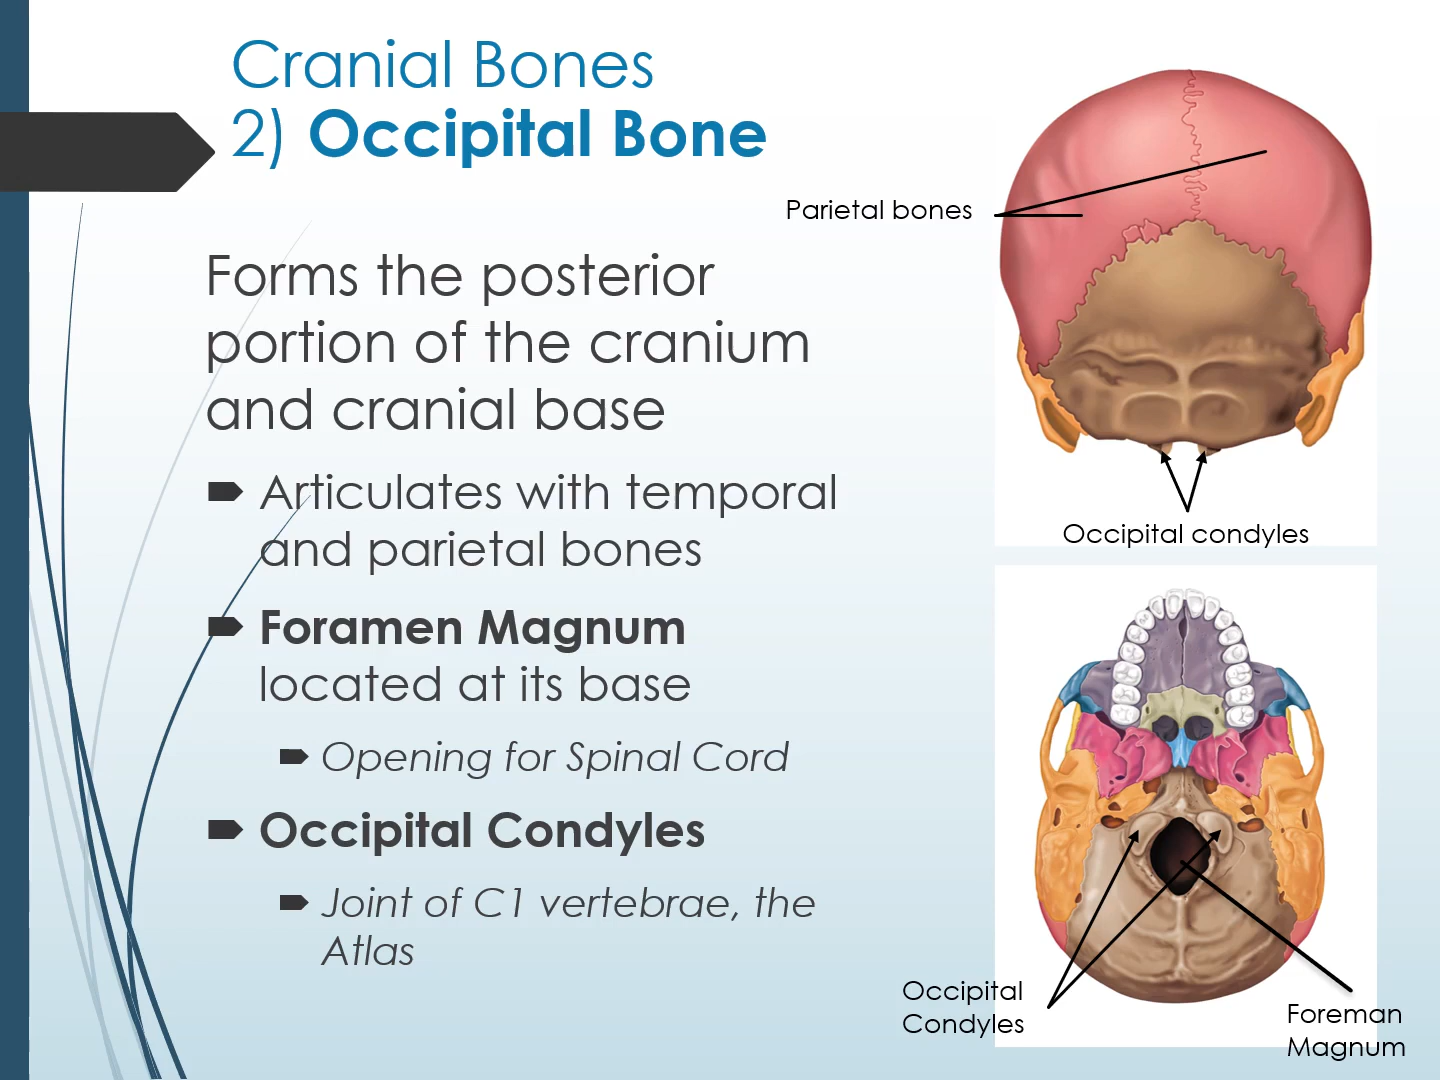 Cranial Bones
2) Occipital Bone
Forms the posterior
portion of the cranium
and cranial base
Articulates with temporal
and parietal bones
Foramen Magnum
located at its base
Opening for Spinal Cord
Occipital Condyles
Joint of C1 vertebrae, the
Atlas
Parietal bones
Occipital condyles
Occipital
Condyles
Foreman
Magnum